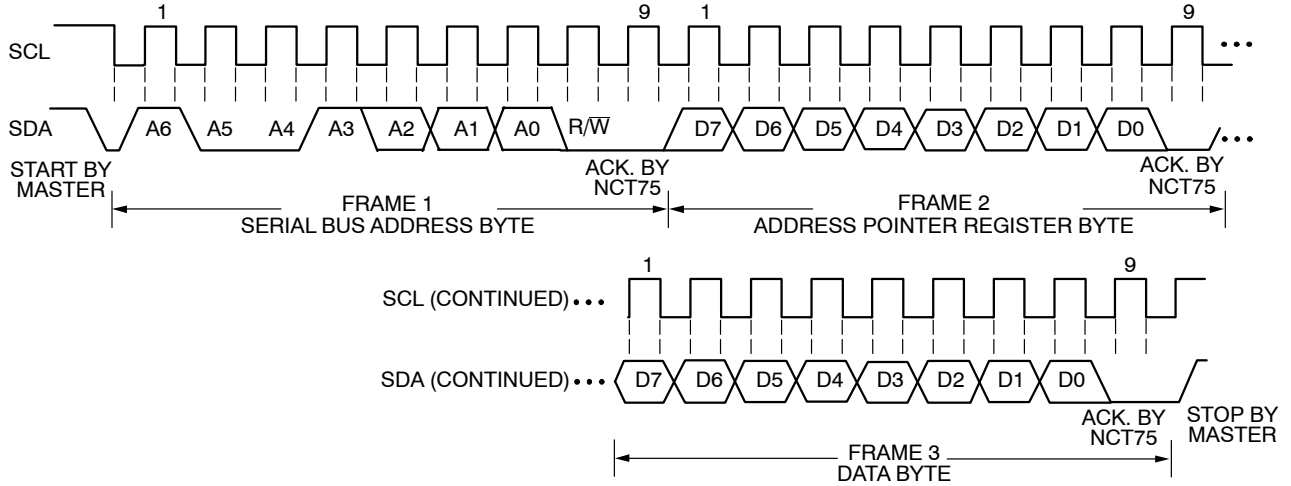 1 9 1 9
SCL
SDA A6 A5 A4 A3 A2 A1 A0 R/W̅ D7 D6 D5 D4 D3 D2 D1 D0
START BY
MASTER
ACK. BY
NCT75
ACK. BY
NCT75
FRAME 1
SERIAL BUS ADDRESS BYTE
FRAME 2
ADDRESS POINTER REGISTER BYTE
1 9
SCL (CONTINUED)
SDA (CONTINUED) D7 D6 D5 D4 D3 D2 D1 D0
ACK. BY
NCT75
STOP BY
MASTER
FRAME 3
DATA BYTE